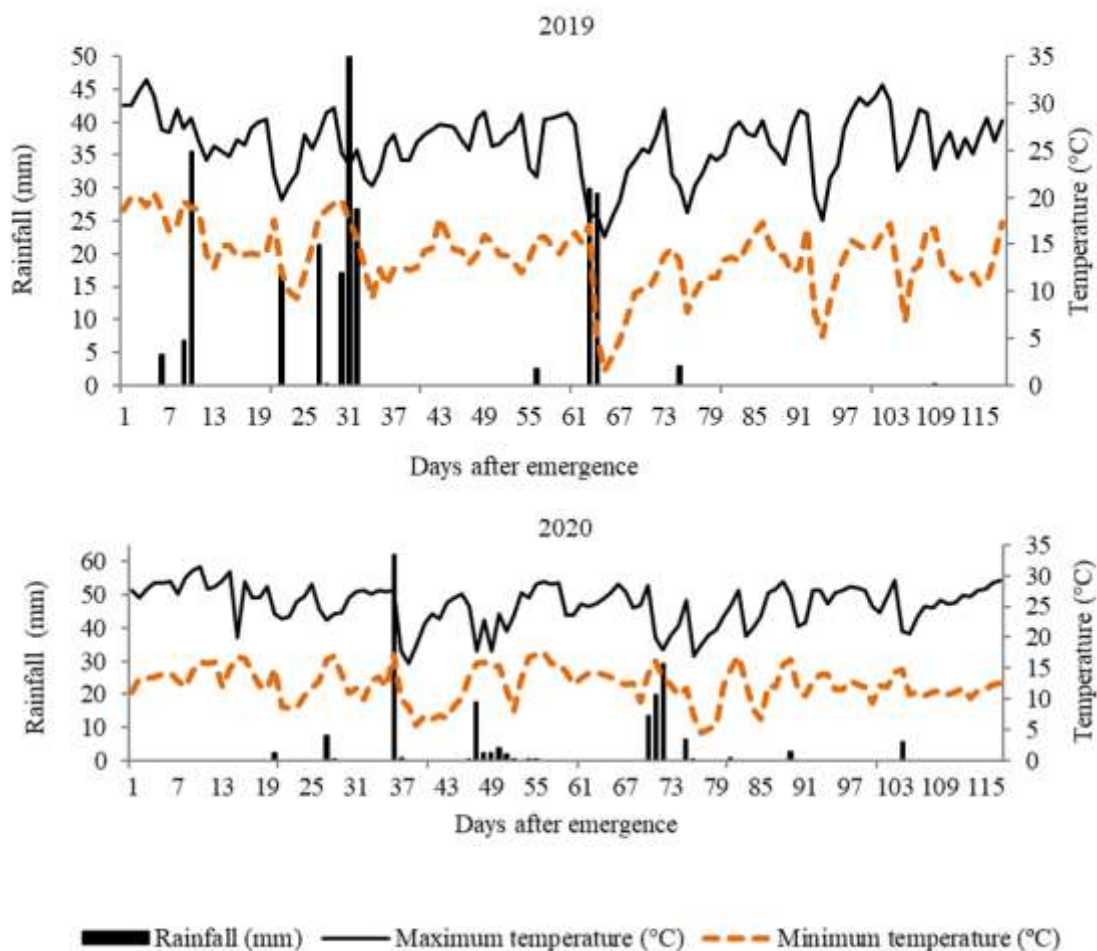 2019
50 35
45 30
40
35 25
30 20
25
20 15
15 10
10
5 5
0 0
Rainfall (mm)
Temperature (°C)
1 7 13 19 25 31 37 43 49 55 61 67 73 79 85 91 97 103 109 115
Days after emergence
2020
60 35
50 30
40 25
30 20
20 15
10 10
0 5
0
Rainfall (mm)
Temperature (°C)
1 7 13 19 25 31 37 43 49 55 61 67 73 79 85 91 97 103 109 115
Days after emergence
Rainfall (mm) Maximum temperature (°C) Minimum temperature (°C)